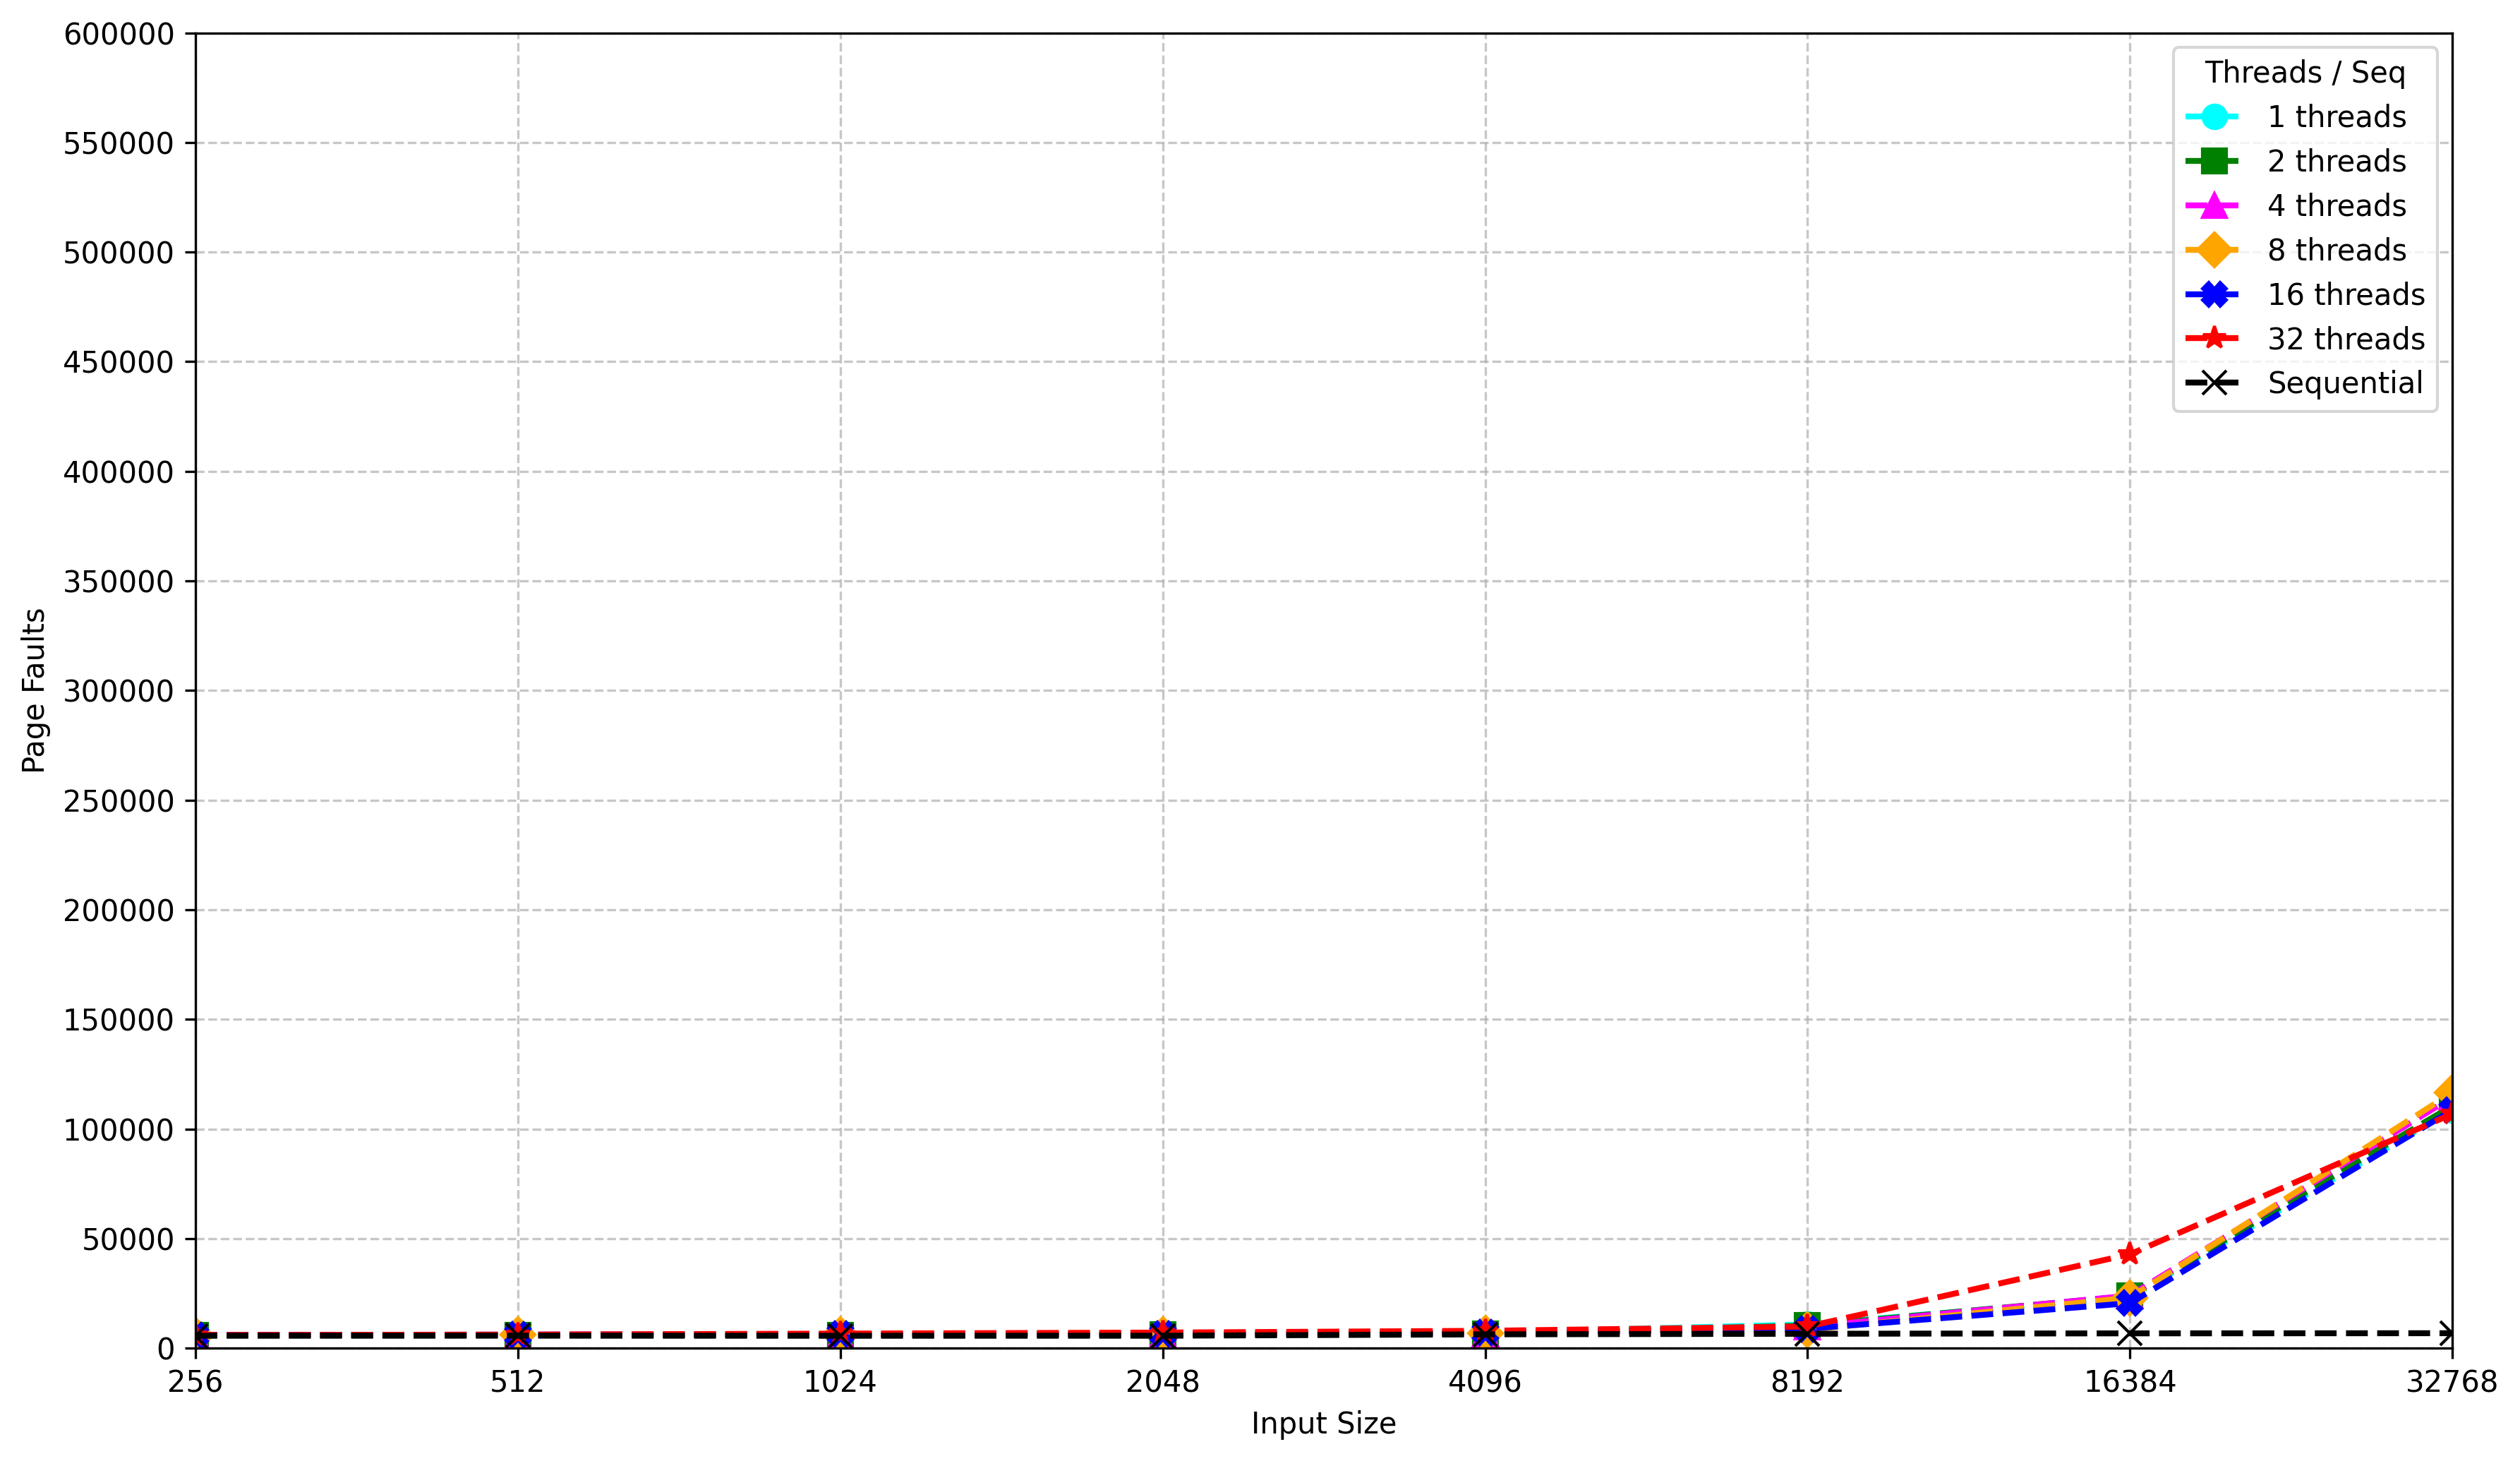 600000
550000
500000
450000
400000
350000
300000
250000
200000
150000
100000
50000
0
Page Faults
256 512 1024 2048 4096 8192 16384 32768
Input Size
Threads / Seq
1 threads
2 threads
4 threads
8 threads
16 threads
32 threads
Sequential